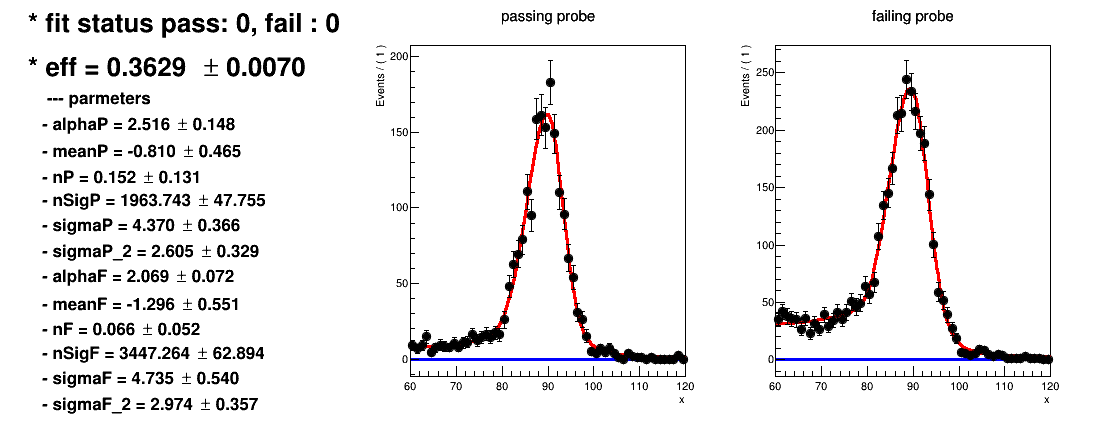 * fit status pass: 0, fail : 0
* eff = 0.3629 ± 0.0070
--- parmeters
- alphaP = 2.516 ± 0.148
- meanP = -0.810 ± 0.465
- nP = 0.152 ± 0.131
- nSigP = 1963.743 ± 47.755
- sigmaP = 4.370 ± 0.366
- sigmaP_2 = 2.605 ± 0.329
- alphaF = 2.069 ± 0.072
- meanF = -1.296 ± 0.551
- nF = 0.066 ± 0.052
- nSigF = 3447.264 ± 62.894
- sigmaF = 4.735 ± 0.540
- sigmaF_2 = 2.974 ± 0.357
passing probe
Events / ( 1 )
200
150
100
50
0
60 70 80 90 100 110 120
x
failing probe
Events / ( 1 )
250
200
150
100
50
0
60 70 80 90 100 110 120
x